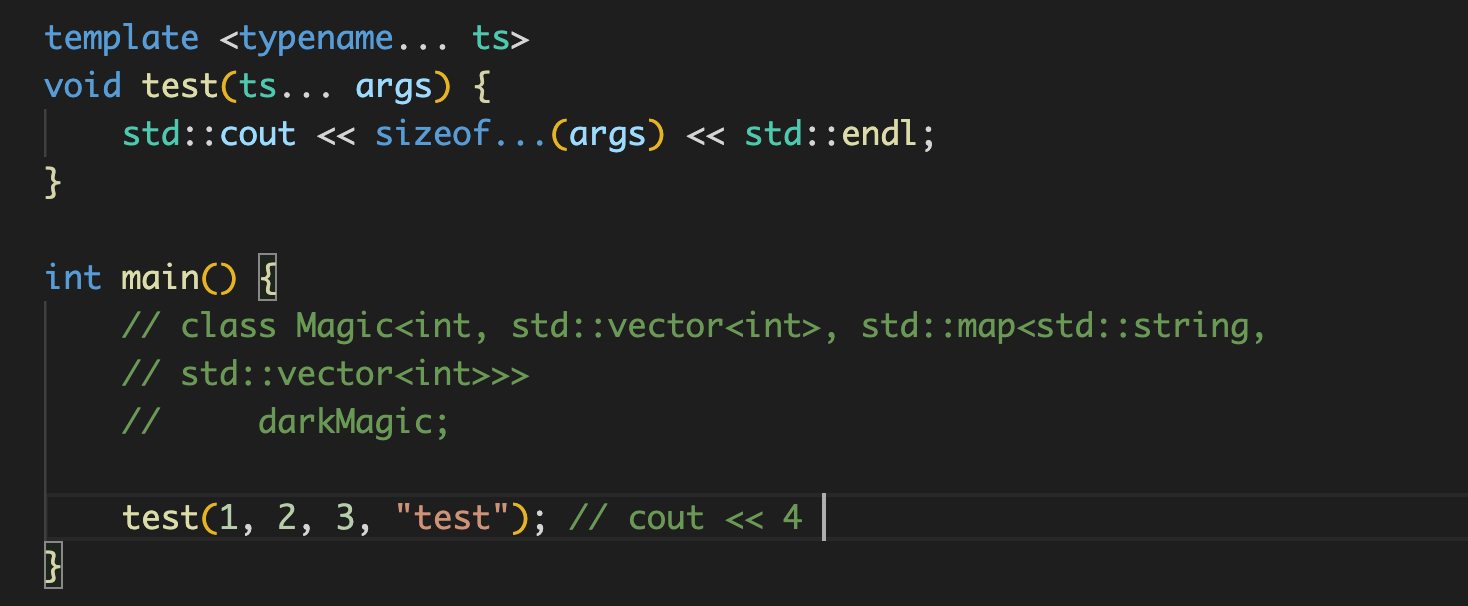 template <typename... ts>
void test(ts... args) {
std::cout << sizeof...(args) << std::endl;
}
int main() {
// class Magic<int, std::vector<int>, std::map<std::string,
// std::vector<int>>>
//     darkMagic;
test(1, 2, 3, "test"); // cout << 4
}